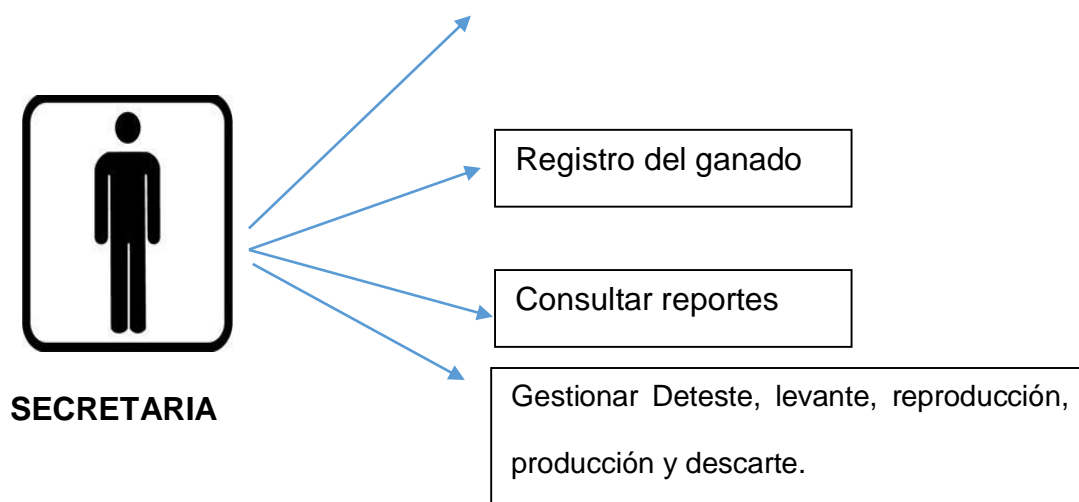 Registro del ganado
Consultar reportes
SECRETARIA
Gestionar Deteste, levante, reproducción,
producción y descarte.